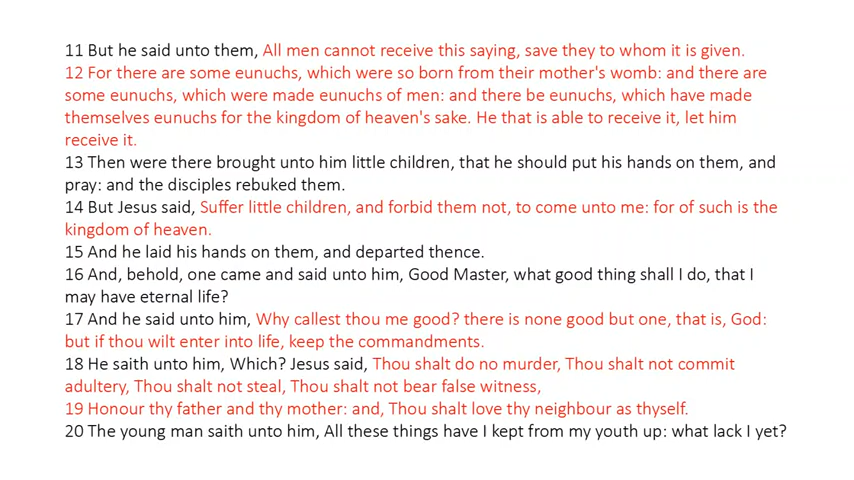 11 But he said unto them, All men cannot receive this saying, save they to whom it is given.
12 For there are some eunuchs, which were so born from their mother's womb: and there are
some eunuchs, which were made eunuchs of men: and there be eunuchs, which have made
themselves eunuchs for the kingdom of heaven's sake. He that is able to receive it, let him
receive it.
13 Then were there brought unto him little children, that he should put his hands on them, and
pray: and the disciples rebuked them.
14 But Jesus said, Suffer little children, and forbid them not, to come unto me: for of such is the
kingdom of heaven.
15 And he laid his hands on them, and departed thence.
16 And, behold, one came and said unto him, Good Master, what good thing shall I do, that I
may have eternal life?
17 And he said unto him, Why callest thou me good? there is none good but one, that is, God:
but if thou wilt enter into life, keep the commandments.
18 He saith unto him, Which? Jesus said, Thou shalt do no murder, Thou shalt not commit
adultery, Thou shalt not steal, Thou shalt not bear false witness,
19 Honour thy father and thy mother: and, Thou shalt love thy neighbour as thyself.
20 The young man saith unto him, All these things have I kept from my youth up: what lack I yet?